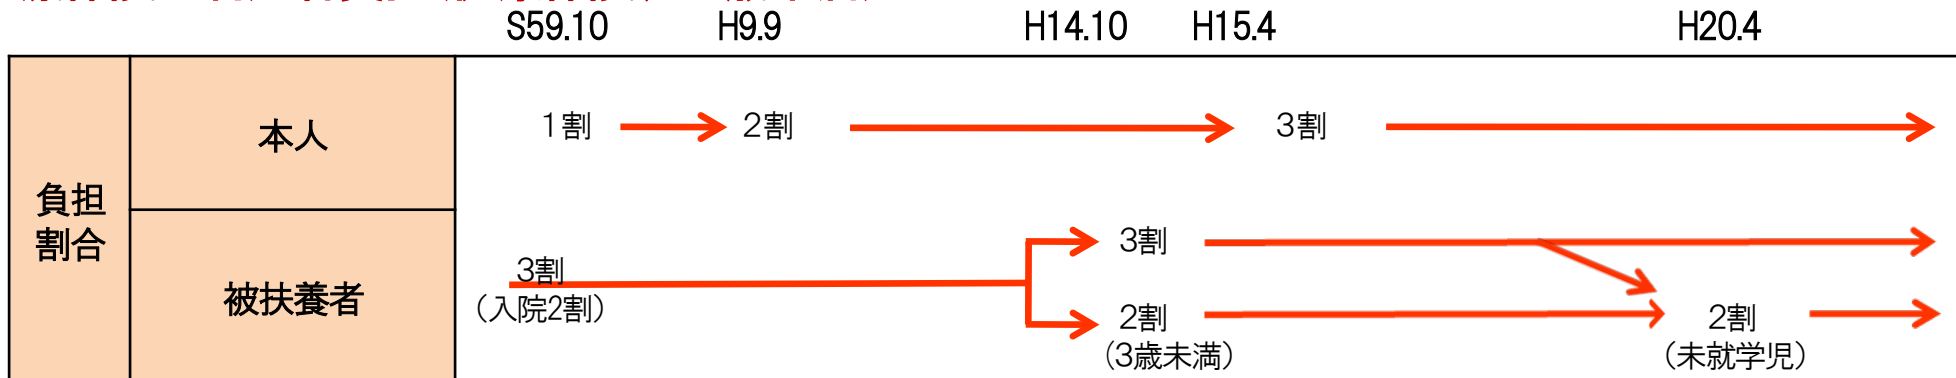 S59.10 H9.9 H14.10 H15.4 H20.4
負担
割合
本人
1割 2割 3割
被扶養者
3割
(入院2割)
3割
2割
(3歳未満)
2割
(未就学児)